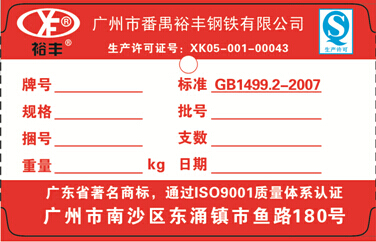 广州市番禺裕丰钢铁有限公司
生产许可证号：XK05-001-00043
裕丰
生产许可
牌号 标准 GB1499.2-2007
规格 批号
捆号 支数
重量 kg 日期
广东省著名商标，通过ISO9001质量体系认证
广州市南沙区东涌镇市鱼路180号